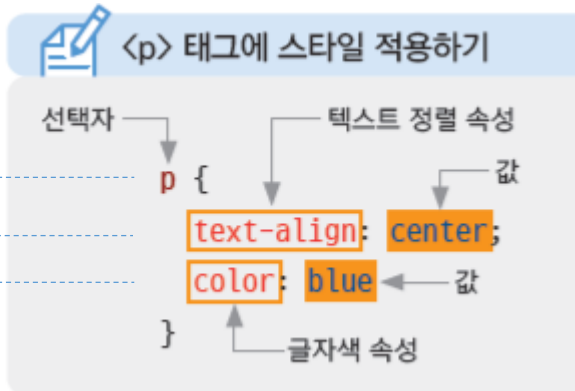 <p> 태그에 스타일 적용하기
선택자
텍스트 정렬 속성
p {
값
text-align: center;
color: blue
값
}
글자색 속성